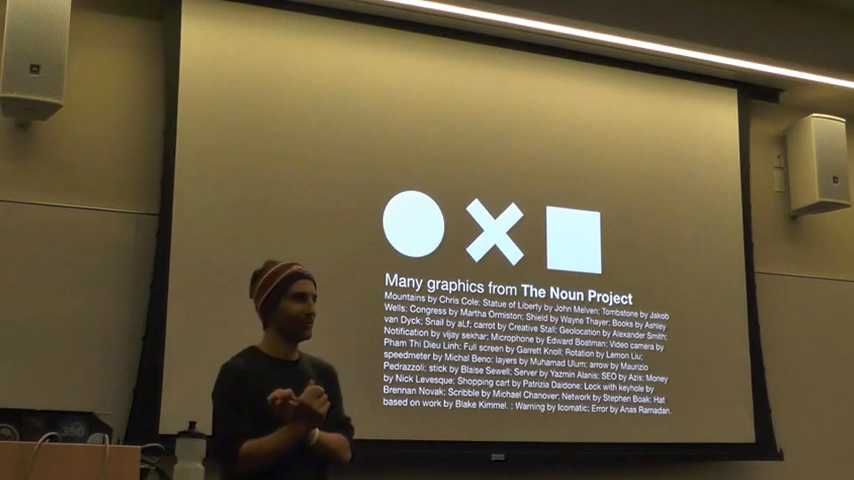 Many graphics from The Noun Project
Mountains by Chris Cole; Statue of Liberty by John Melven; Tombstone by Jakob
Wells; Congress by Martha Ormiston; Shield by Wayne Thayer; Books by Ashley
van Dyck; Snail by aLf; carrot by Creative Stall; Geolocation by Alexander Smith;
Notification by vijay sekhar; Microphone by Edward Boatman; Video camera by
Pham Thi Dieu Linh; Full screen by Garrett Knoll; Rotation by Lemon Liu;
speedmeter by Michal Beno; layers by Muhamad Ulum; arrow by Maurizio
Pedrazzoli; stick by Blaise Sewell; Server by Yazmin Alanis; SEO by Azis; Money
by Nick Levesque; Shopping cart by Patrizia Daidone; Lock with keyhole by
Brennan Novak; Scribble by Michael Chanover; Network by Stephen Boak; Hat
based on work by Blake Kimmel. ; Warning by Icomatic; Error by Anas Ramadan.
JBL
JBL
390